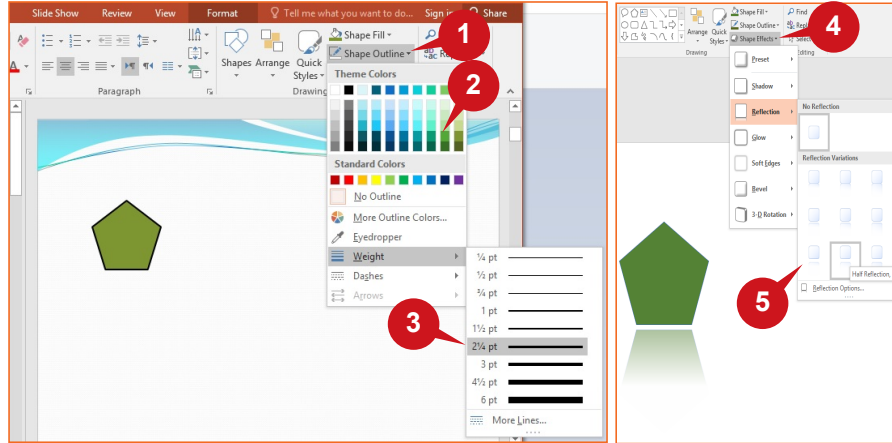 Slide Show Review View Format Tell me what you want to do... Sign in Share
Shape Fill
Shape Outline
1
Shapes Arrange Quick Styles
Paragraph
Drawing
Theme Colors
2
Standard Colors
No Outline
More Outline Colors...
Eyedropper
Weight
Dashes
Arrows
¼ pt
½ pt
¾ pt
1 pt
1½ pt
3
2¼ pt
3 pt
4½ pt
6 pt
More Lines...
Shape Fill Find
Shape Outline
Shape Effects
4
Arrange Quick Styles
Drawing
Editing
Preset
Shadow
Reflection
Glow
Soft Edges
Bevel
3-D Rotation
No Reflection
Reflection Variations
Half Reflection,
5
Reflection Options...